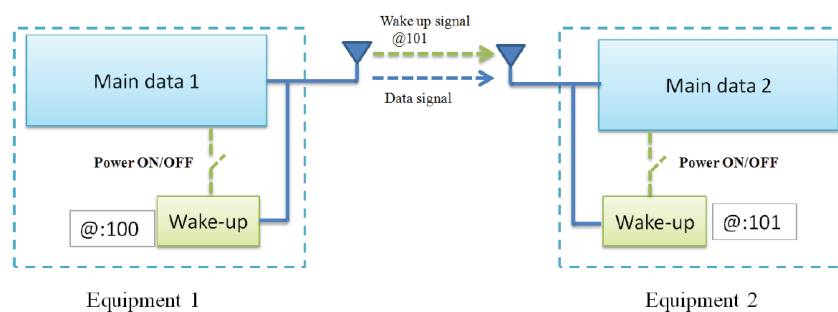 Wake up signal
@101
Main data 1
Main data 2
Data signal
Power ON/OFF
Power ON/OFF
@:100
Wake-up
Wake-up
@:101
Equipment 1
Equipment 2